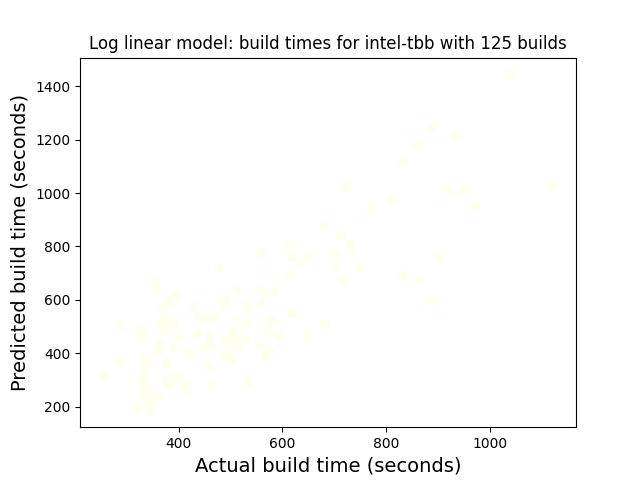 Log linear model: build times for intel-tbb with 125 builds
1400
1200
1000
800
600
400
200
Predicted build time (seconds)
400 600 800 1000
Actual build time (seconds)